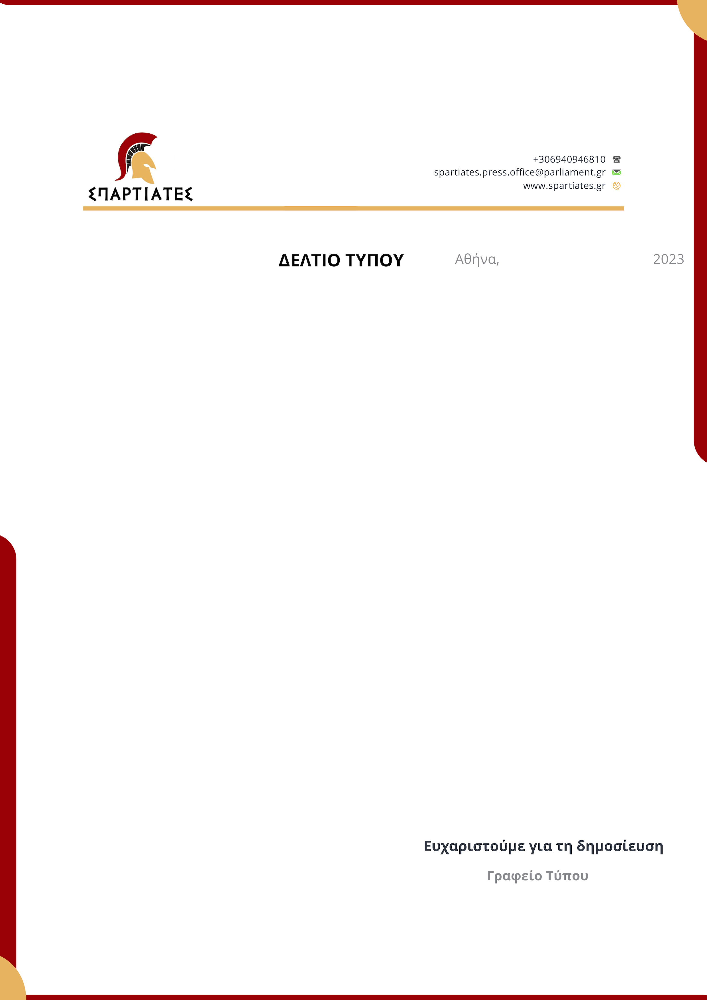 ΣΠΑΡΤΙΑΤΕΣ
+306940946810
spartiates.press.office@parliament.gr
www.spartiates.gr
ΔΕΛΤΙΟ ΤΥΠΟΥ Αθήνα, 2023
Ευχαριστούμε για τη δημοσίευση
Γραφείο Τύπου